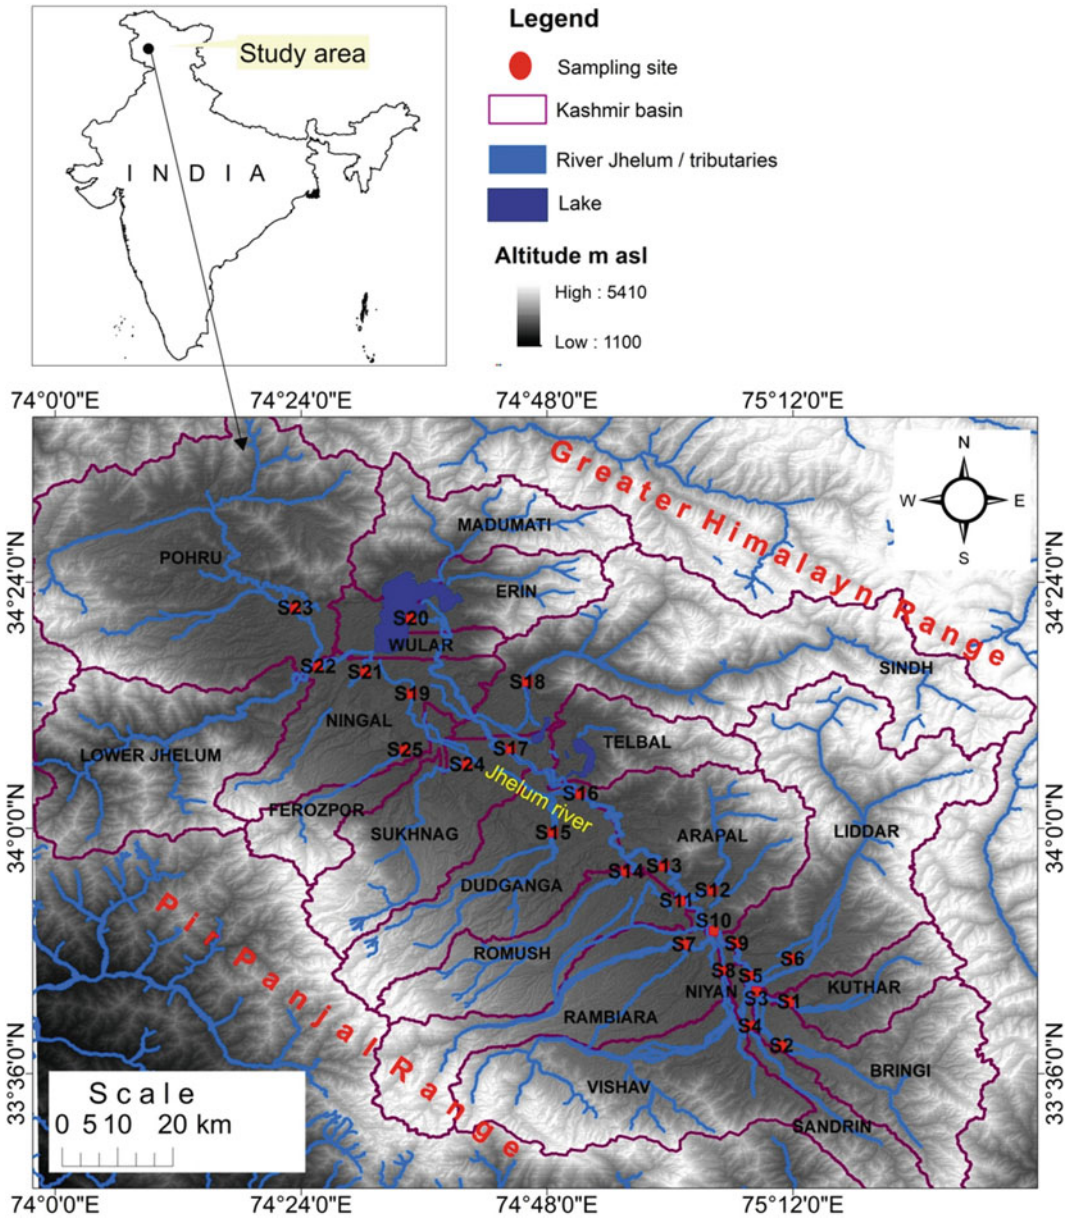 Legend
Study area
Sampling site
Kashmir basin
River Jhelum / tributaries
INDIA
Lake
Altitude m asl
High : 5410
Low : 1100
74°0'0"E 74°24'0"E 74°48'0"E 75°12'0"E
Greater Himalayn Range
N
W E
S
MADUMATI
POHRU
34°24'0"N 34°24'0"N
ERIN
S23
S20
WULAR
S22
S21
SINDH
S18
S19
NINGAL
TELBAL
S25
S17
LOWER JHELUM
S24
Jhelum river
S16
FEROZPOR
34°0'0"N 34°0'0"N
SUKHNAG
S15
ARAPAL
LIDDAR
S14
S13
DUDGANGA
S12
S11
Pir Panjal Range
S10
S7
S9
ROMUSH
S6
S8
S5
NIYAN
KUTHAR
S3
S1
RAMBIARA
S4
S2
33°36'0"N 33°36'0"N
BRINGI
VISHAV
Scale
0 5 10 20 km
SANDRIN
74°0'0"E 74°24'0"E 74°48'0"E 75°12'0"E